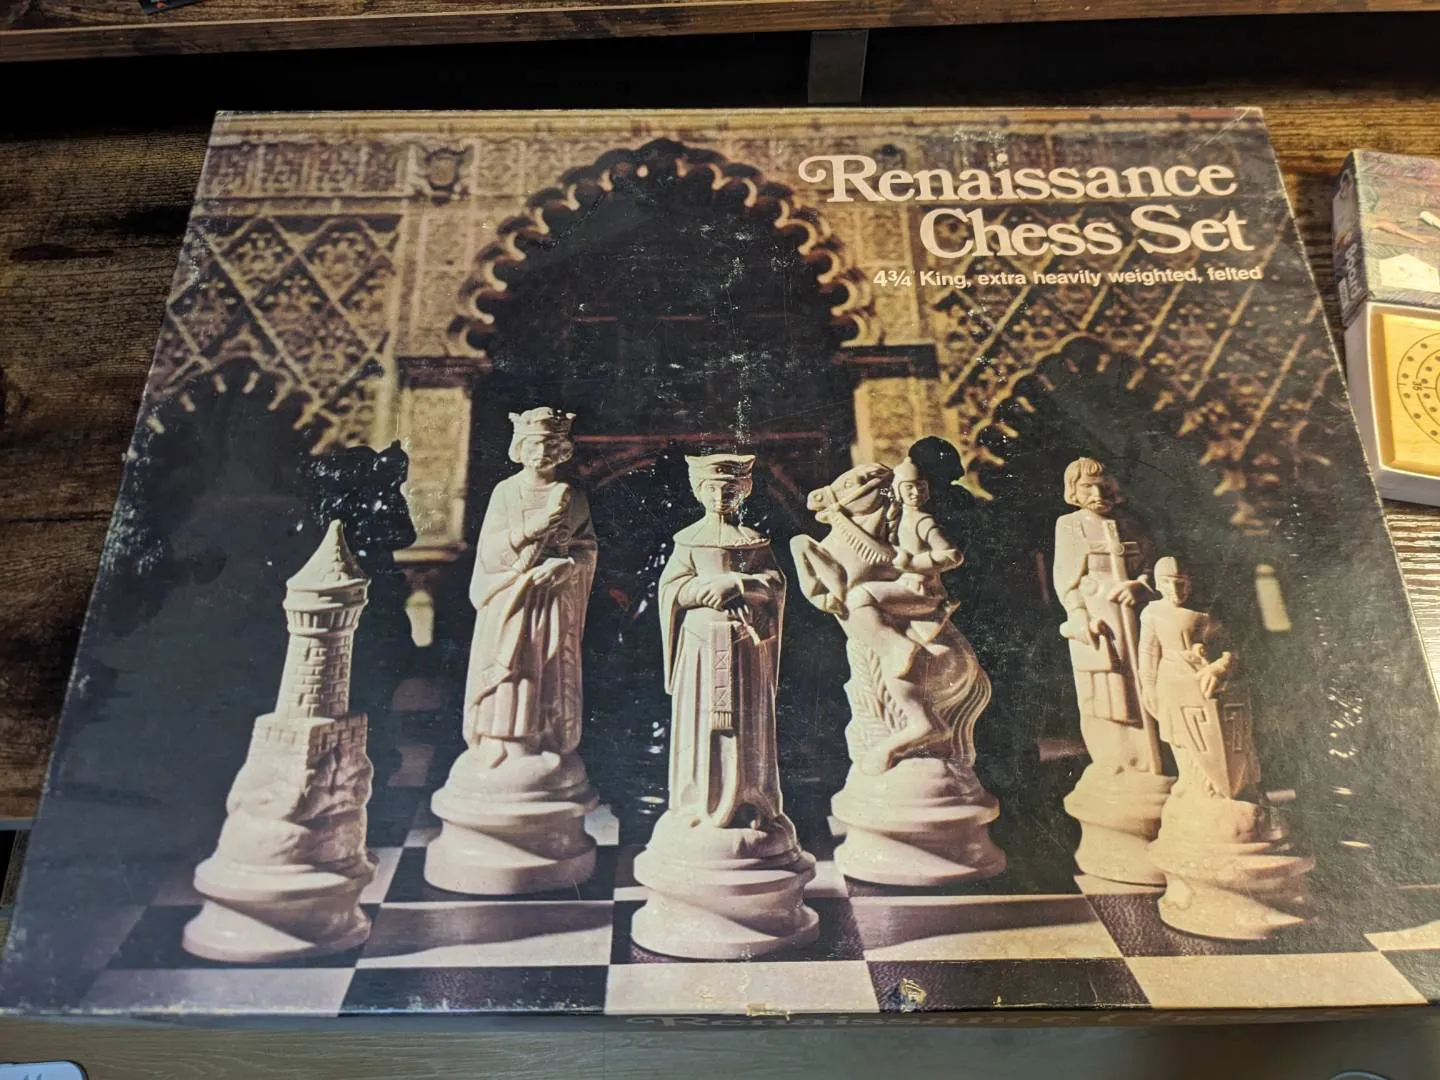 Renaissance
Chess Set
4¾" King, extra heavily weighted, felted